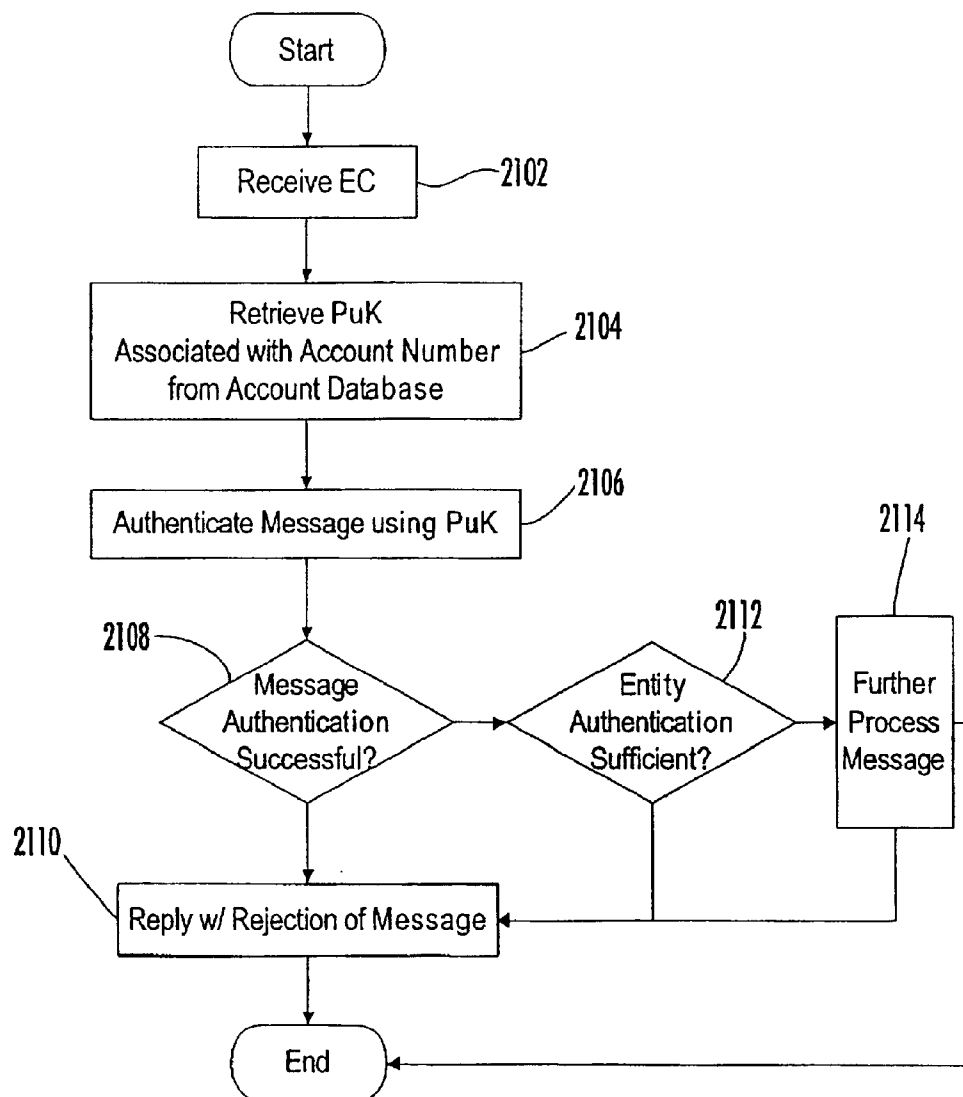 Start
Receive EC
2102
Retrieve PuK
Associated with Account Number
from Account Database
2104
Authenticate Message using PuK
2106
2108
Message
Authentication
Successful?
2112
Entity
Authentication
Sufficient?
2114
Further
Process
Message
2110
Reply w/ Rejection of Message
End